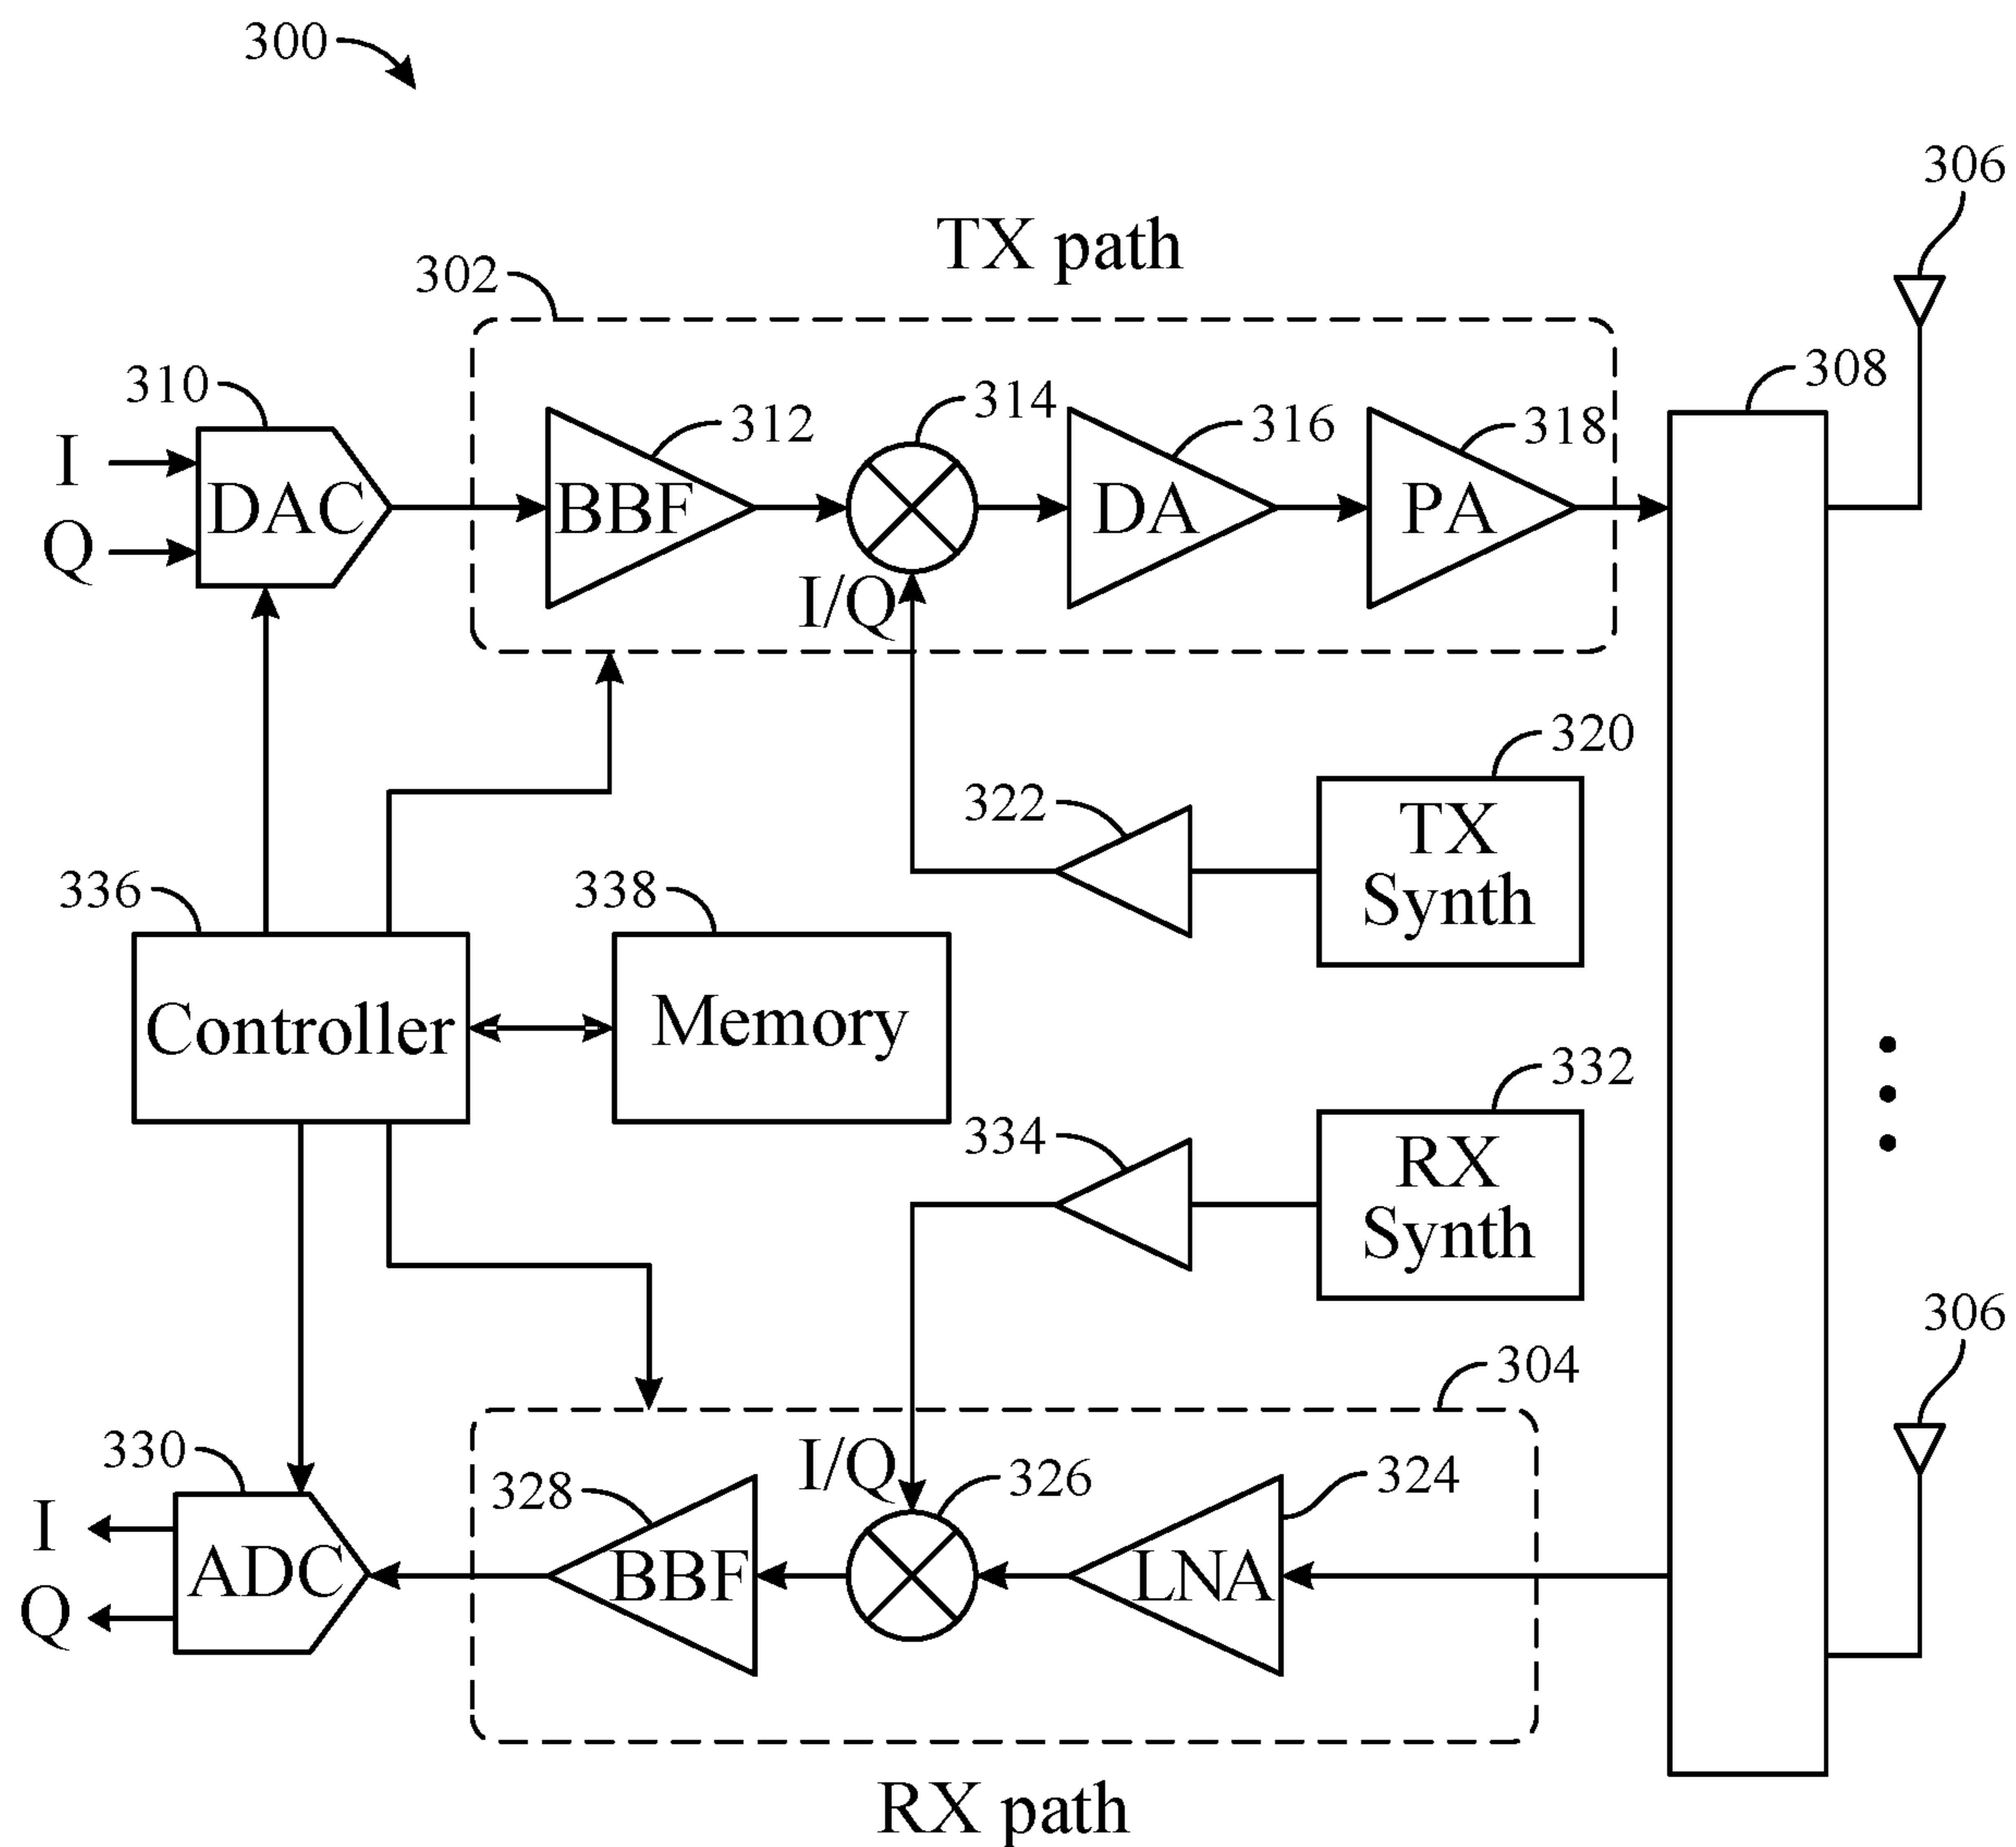 300
306
TX path
302
308
310
312
314
316
318
I
Q
DAC
BBF
DA
PA
I/Q
320
322
TX
Synth
336
338
Controller
Memory
332
334
RX
Synth
306
304
I/Q
330
328
326
324
I
Q
ADC
BBF
LNA
RX path